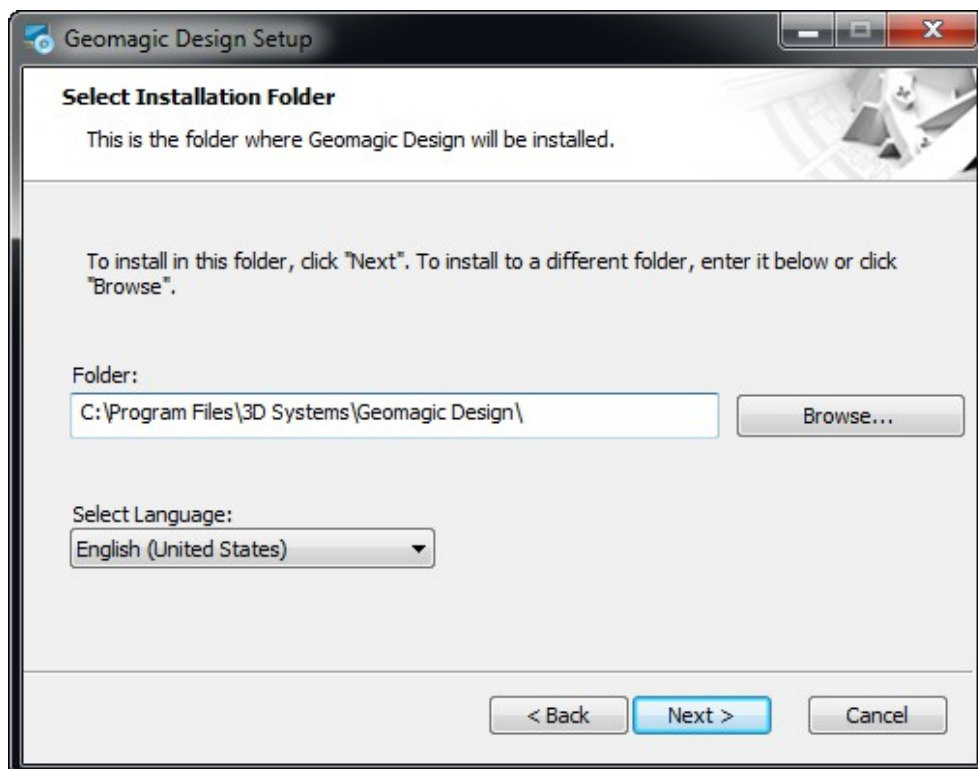 Geomagic Design Setup
Select Installation Folder
This is the folder where Geomagic Design will be installed.
To install in this folder, click "Next". To install to a different folder, enter it below or click
"Browse".
Folder:
C:\Program Files\3D Systems\Geomagic Design\
Browse...
Select Language:
English (United States)
< Back
Next >
Cancel